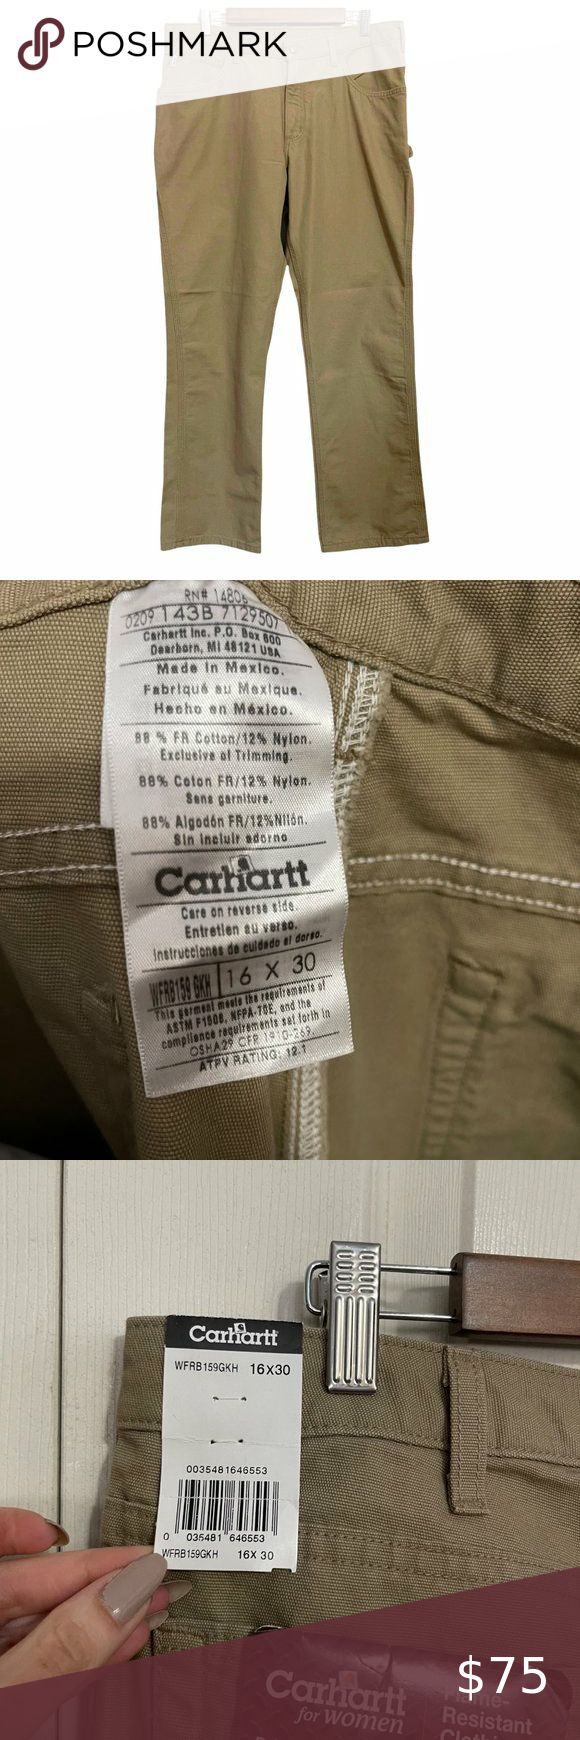 POSHMARK
RN# 14806
0209 143B 7129507
Carhartt Inc. P.O. Box 600
Dearborn, MI 48121 USA
Made in Mexico.
Fabriqué au Mexique.
Hecho en México.
88 % FR Cotton/12% Nylon.
Exclusive of Trimming.
88% Coton FR/12% Nylon.
Sans garniture.
88% Algodón FR/12%Nilón.
Sin incluir adorno
Carhartt
Care on reverse side.
Entretien au verso.
Instrucciones de cuidado al dorso.
WFRB159 GKH 16 X 30
This garment meets the requirements of
ASTM F1506, NFPA-70E, and the
compliance requirements set forth in
OSHA29 CFP 1910-269.
ATPV RATING: 12.1
Carhartt
WFRB159GKH 16X30
0035481646553
0 035481 646553
WFRB159GKH 16X 30
$75
Carhartt
for WOMEN
Flame-
Resistant